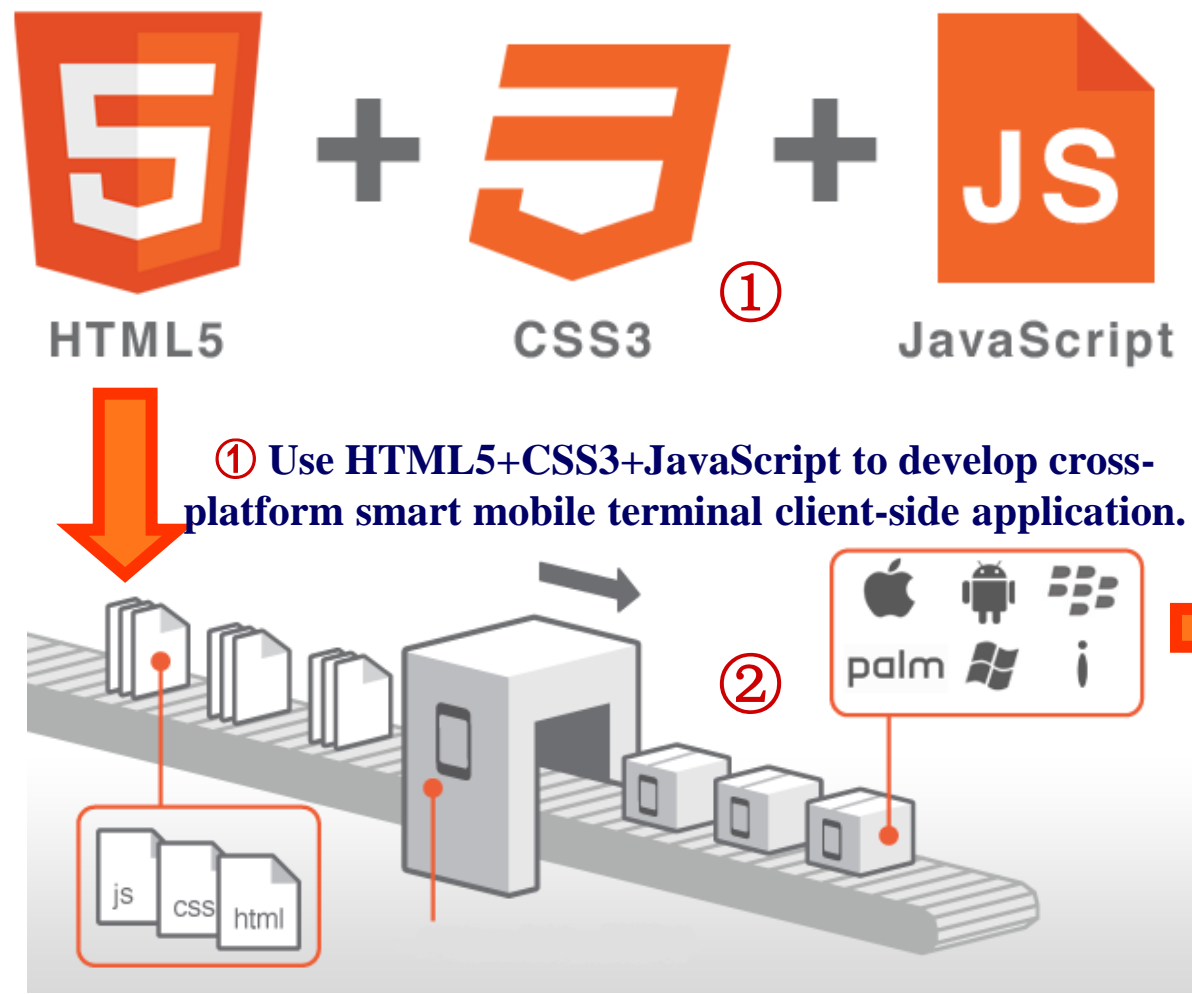 5
JS
①
HTML5
CSS3
JavaScript
① Use HTML5+CSS3+JavaScript to develop cross-
platform smart mobile terminal client-side application.
②
palm
js
css
html